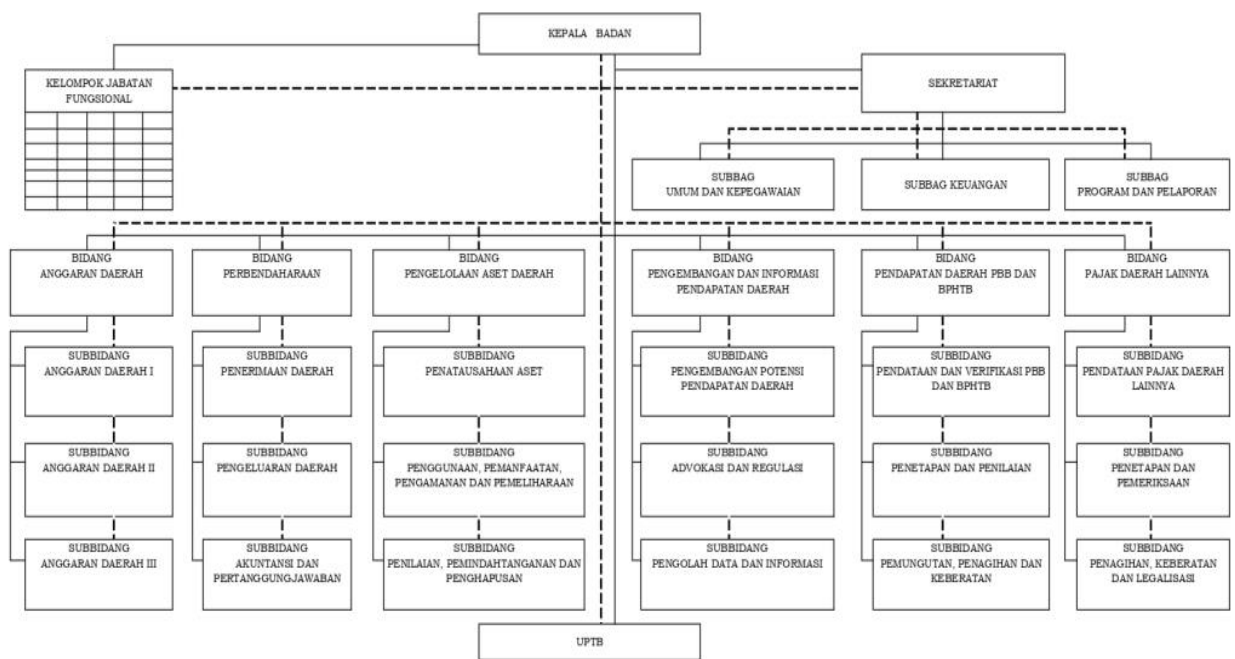 KEPALA BADAN
KELOMPOK JABATAN
FUNGSIONAL
SEKRETARIAT
SUBBAG
UMUM DAN KEPEGAWAIAN
SUBBAG KEUANGAN
SUBBAG
PROGRAM DAN PELAPORAN
BIDANG
ANGGARAN DAERAH
BIDANG
PERBENDAHARAAN
BIDANG
PENGELOLAAN ASET DAERAH
BIDANG
PENGEMBANGAN DAN INFORMASI
PENDAPATAN DAERAH
BIDANG
PENDAPATAN DAERAH PBB DAN
BPHTB
BIDANG
PAJAK DAERAH LAINNYA
SUBBIDANG
ANGGARAN DAERAH I
SUBBIDANG
PENERIMAAN DAERAH
SUBBIDANG
PENATAUSAHAAN ASET
SUBBIDANG
PENGEMBANGAN POTENSI
PENDAPATAN DAERAH
SUBBIDANG
PENDATAAN DAN VERIFIKASI PBB
DAN BPHTB
SUBBIDANG
PENDATAAN PAJAK DAERAH
LAINNYA
SUBBIDANG
ANGGARAN DAERAH II
SUBBIDANG
PENGELUARAN DAERAH
SUBBIDANG
PENGGUNAAN, PEMANFAATAN,
PENGAMANAN DAN PEMELIHARAAN
SUBBIDANG
ADVOKASI DAN REGULASI
SUBBIDANG
PENETAPAN DAN PENILAIAN
SUBBIDANG
PENETAPAN DAN
PEMERIKSAAN
SUBBIDANG
ANGGARAN DAERAH III
SUBBIDANG
AKUNTANSI DAN
PERTANGGUNGJAWABAN
SUBBIDANG
PENILAIAN, PEMINDAHTANGANAN DAN
PENGHAPUSAN
SUBBIDANG
PENGOLAH DATA DAN INFORMASI
SUBBIDANG
PEMUNGUTAN, PENAGIHAN DAN
KEBERATAN
SUBBIDANG
PENAGIHAN, KEBERATAN
DAN LEGALISASI
UPTB